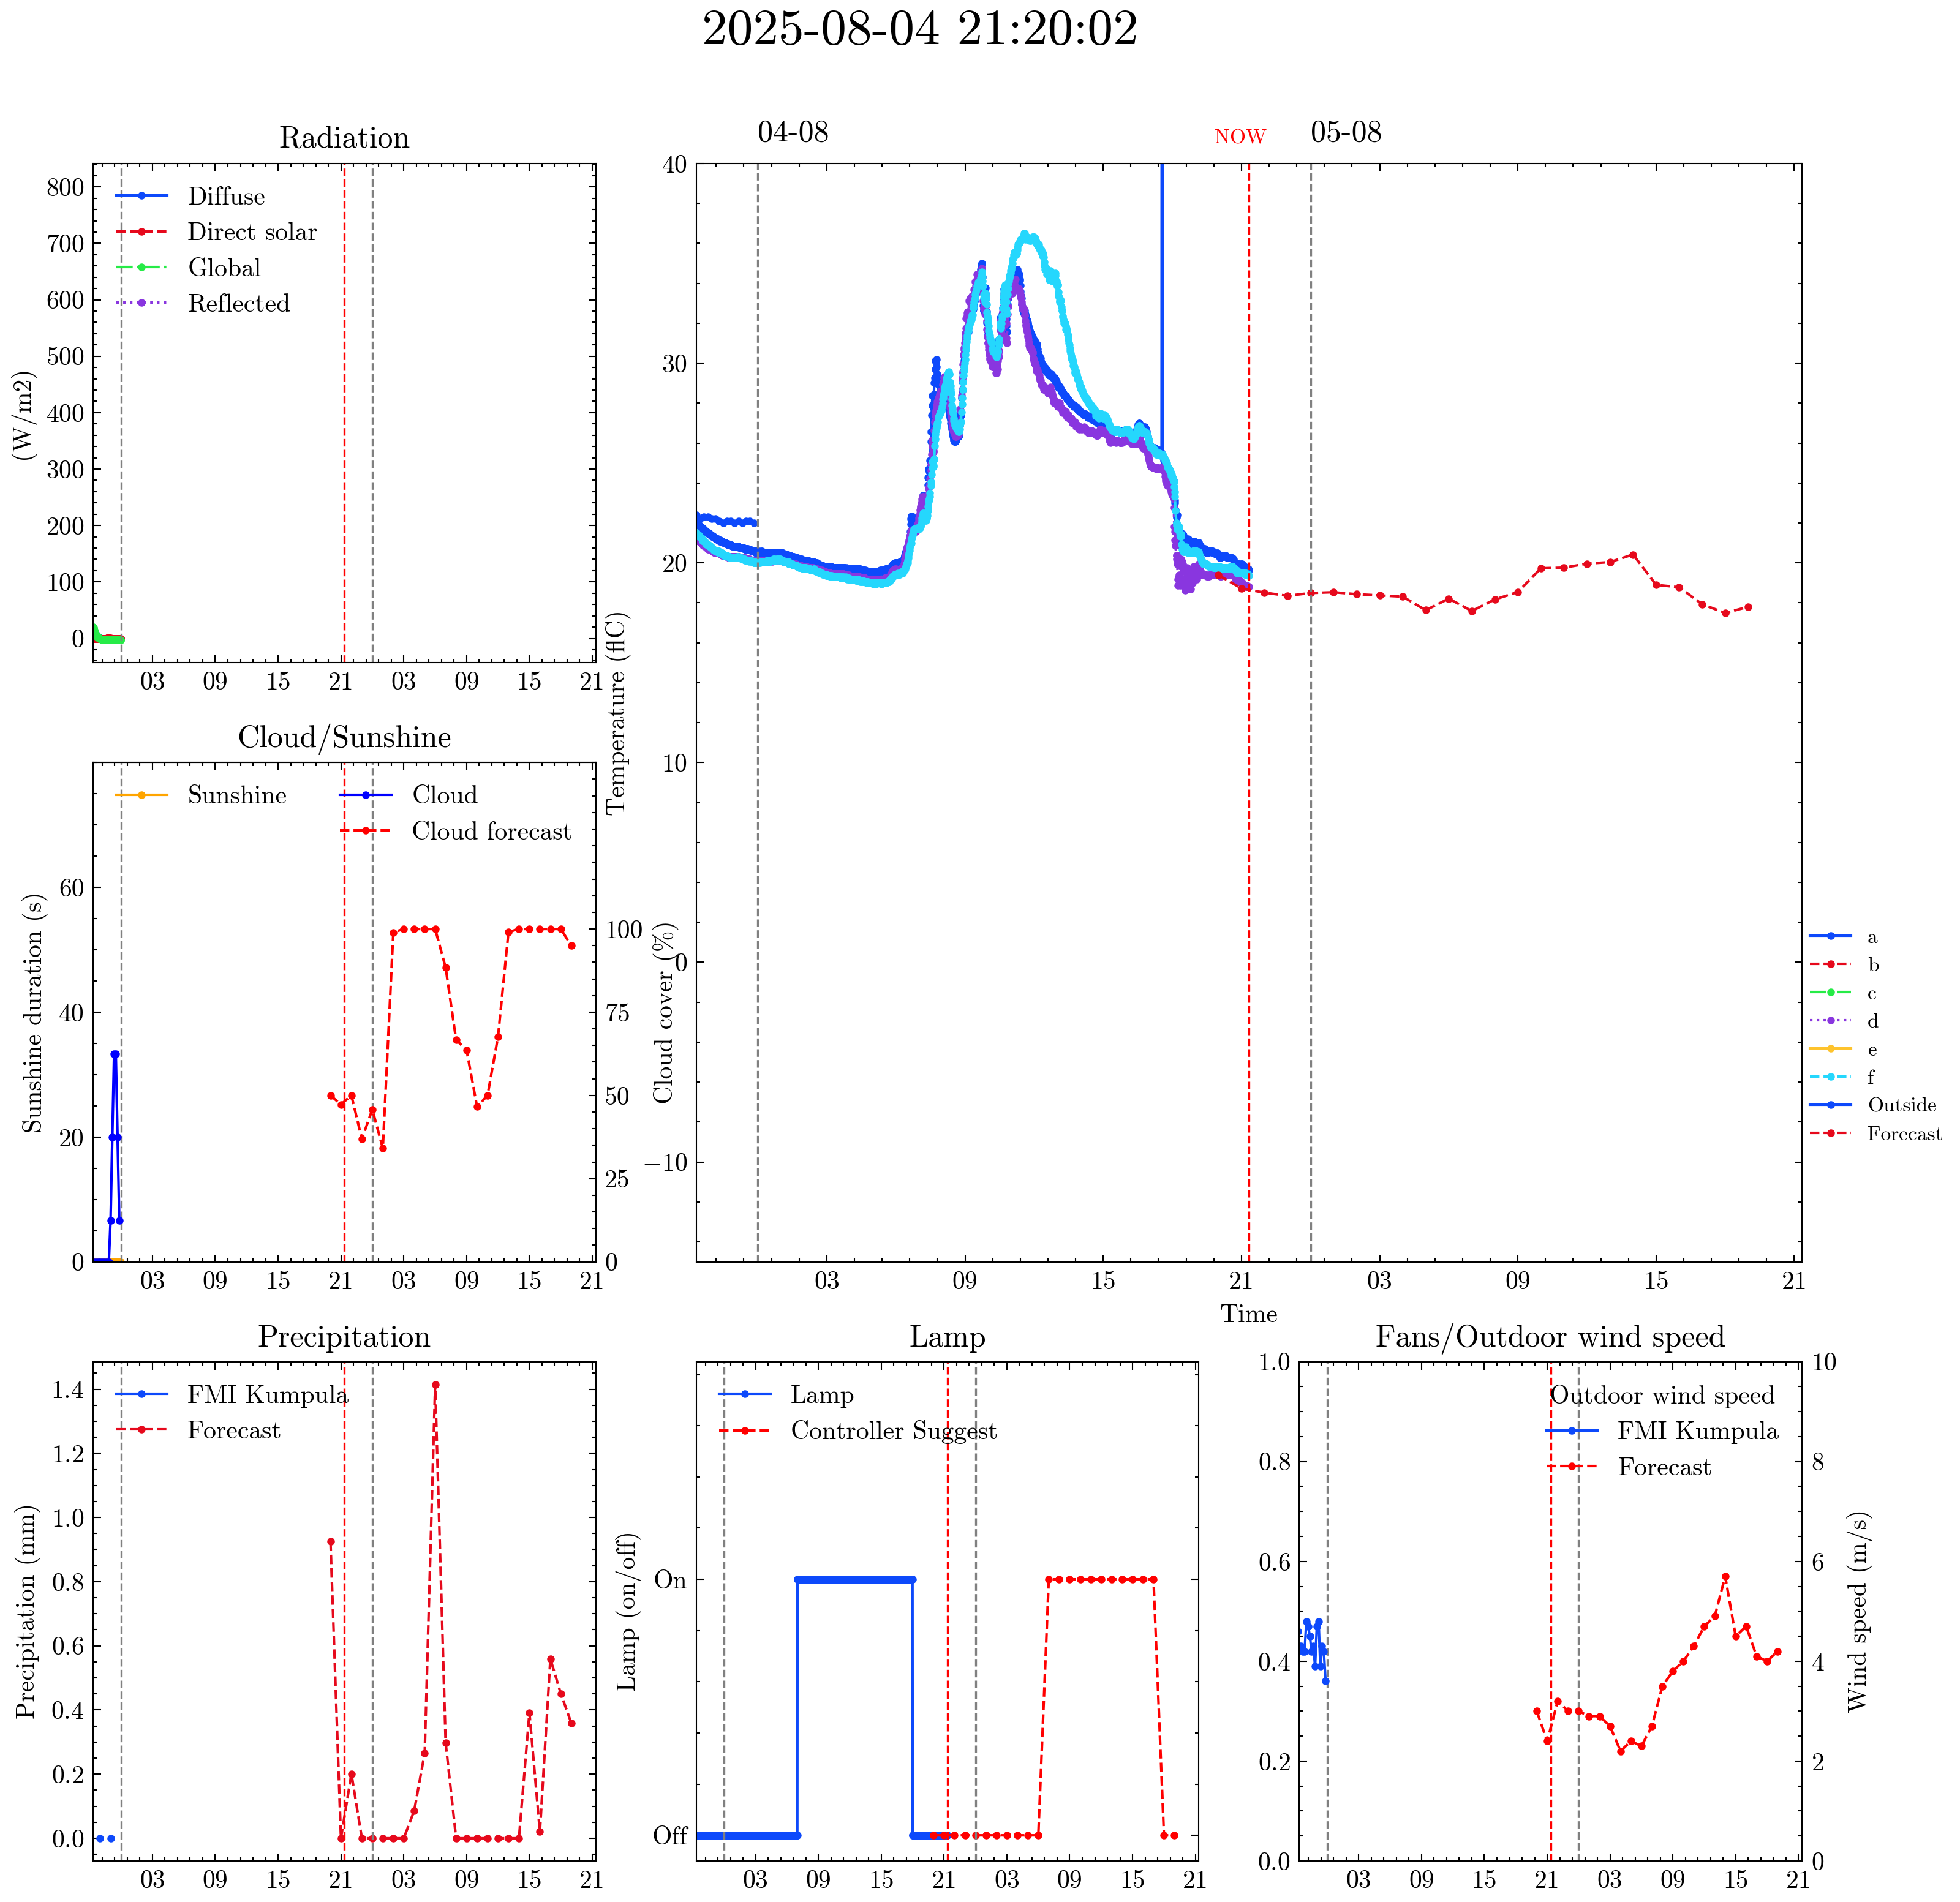 2025-08-04 21:20:02
Radiation
800
700
600
500
400
300
200
100
0
(W/m2)
Diffuse
Direct solar
Global
Reflected
03 09 15 21 03 09 15 21
04-08 NOW 05-08
40
30
20
10
0
−10
Temperature (flC)
03 09 15 21 03 09 15 21
Time
a
b
c
d
e
f
Outside
Forecast
Cloud/Sunshine
Sunshine
Cloud
Cloud forecast
60
40
20
0
Sunshine duration (s)
100
75
50
25
0
Cloud cover (%)
03 09 15 21 03 09 15 21
Precipitation
FMI Kumpula
Forecast
1.4
1.2
1.0
0.8
0.6
0.4
0.2
0.0
Precipitation (mm)
03 09 15 21 03 09 15 21
Lamp
Lamp
Controller Suggest
On
Off
Lamp (on/off)
03 09 15 21 03 09 15 21
Fans/Outdoor wind speed
Outdoor wind speed
FMI Kumpula
Forecast
1.0
0.8
0.6
0.4
0.2
0.0
10
8
6
4
2
0
Wind speed (m/s)
03 09 15 21 03 09 15 21